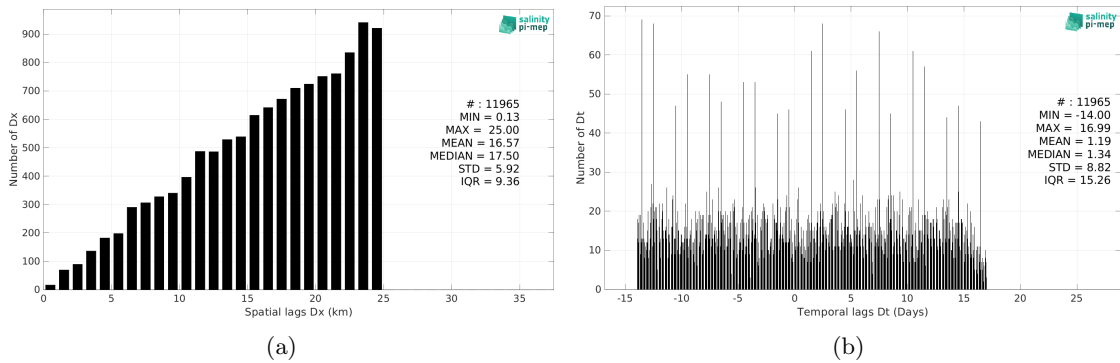 salinity
pi-mep
900
800
700
600
500
400
300
200
100
0
Number of Dx
# : 11965
MIN = 0.13
MAX = 25.00
MEAN = 16.57
MEDIAN = 17.50
STD = 5.92
IQR = 9.36
0 5 10 15 20 25 30 35
Spatial lags Dx (km)
(a)
salinity
pi-mep
70
60
50
40
30
20
10
0
Number of Dt
# : 11965
MIN = -14.00
MAX = 16.99
MEAN = 1.19
MEDIAN = 1.34
STD = 8.82
IQR = 15.26
-15 -10 -5 0 5 10 15 20 25
Temporal lags Dt (Days)
(b)